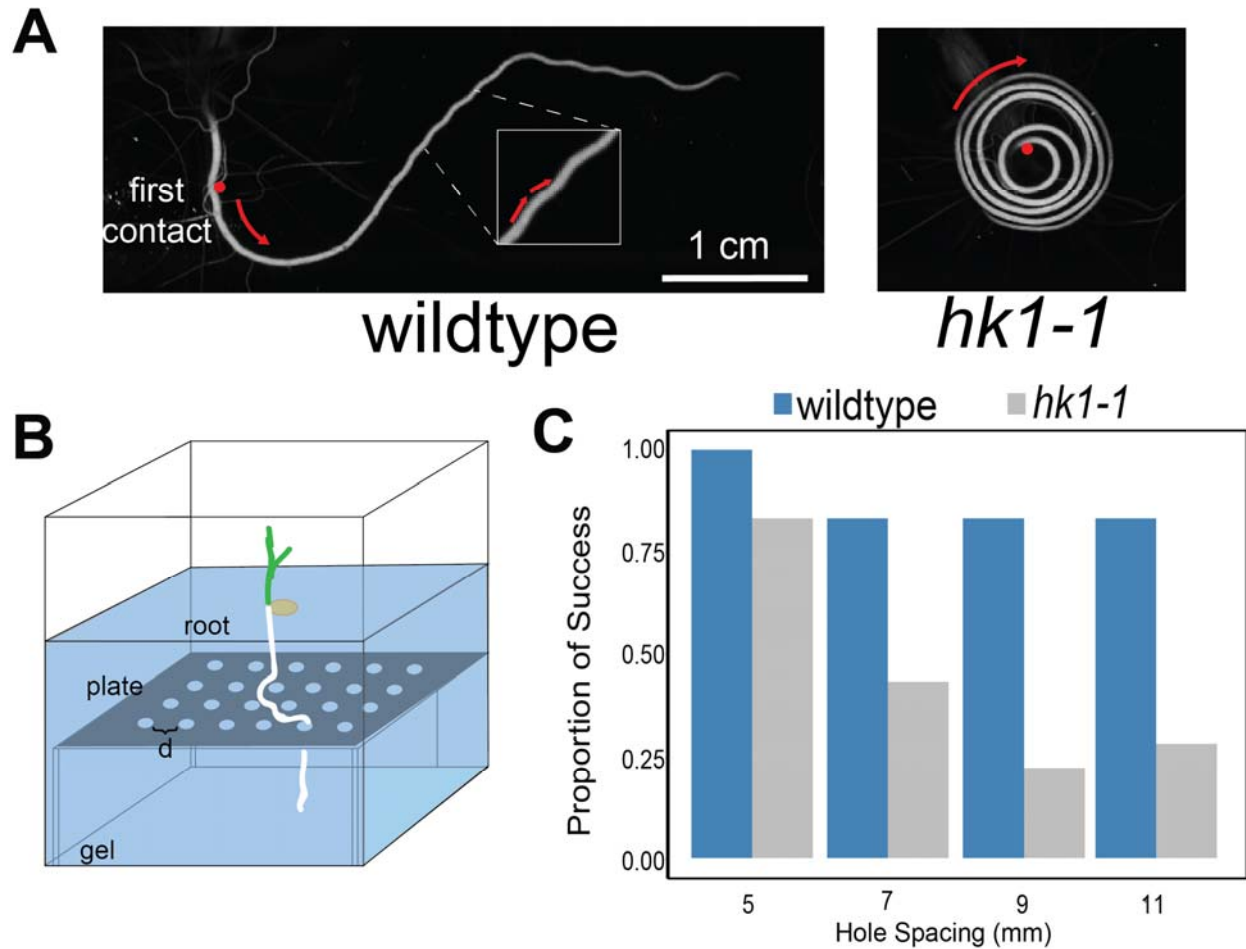 A
first
contact
1 cm
wildtype
hk1-1
B
root
plate
d
gel
C
wildtype hk1-1
Proportion of Success
1.00
0.75
0.50
0.25
0.00
5 7 9 11
Hole Spacing (mm)